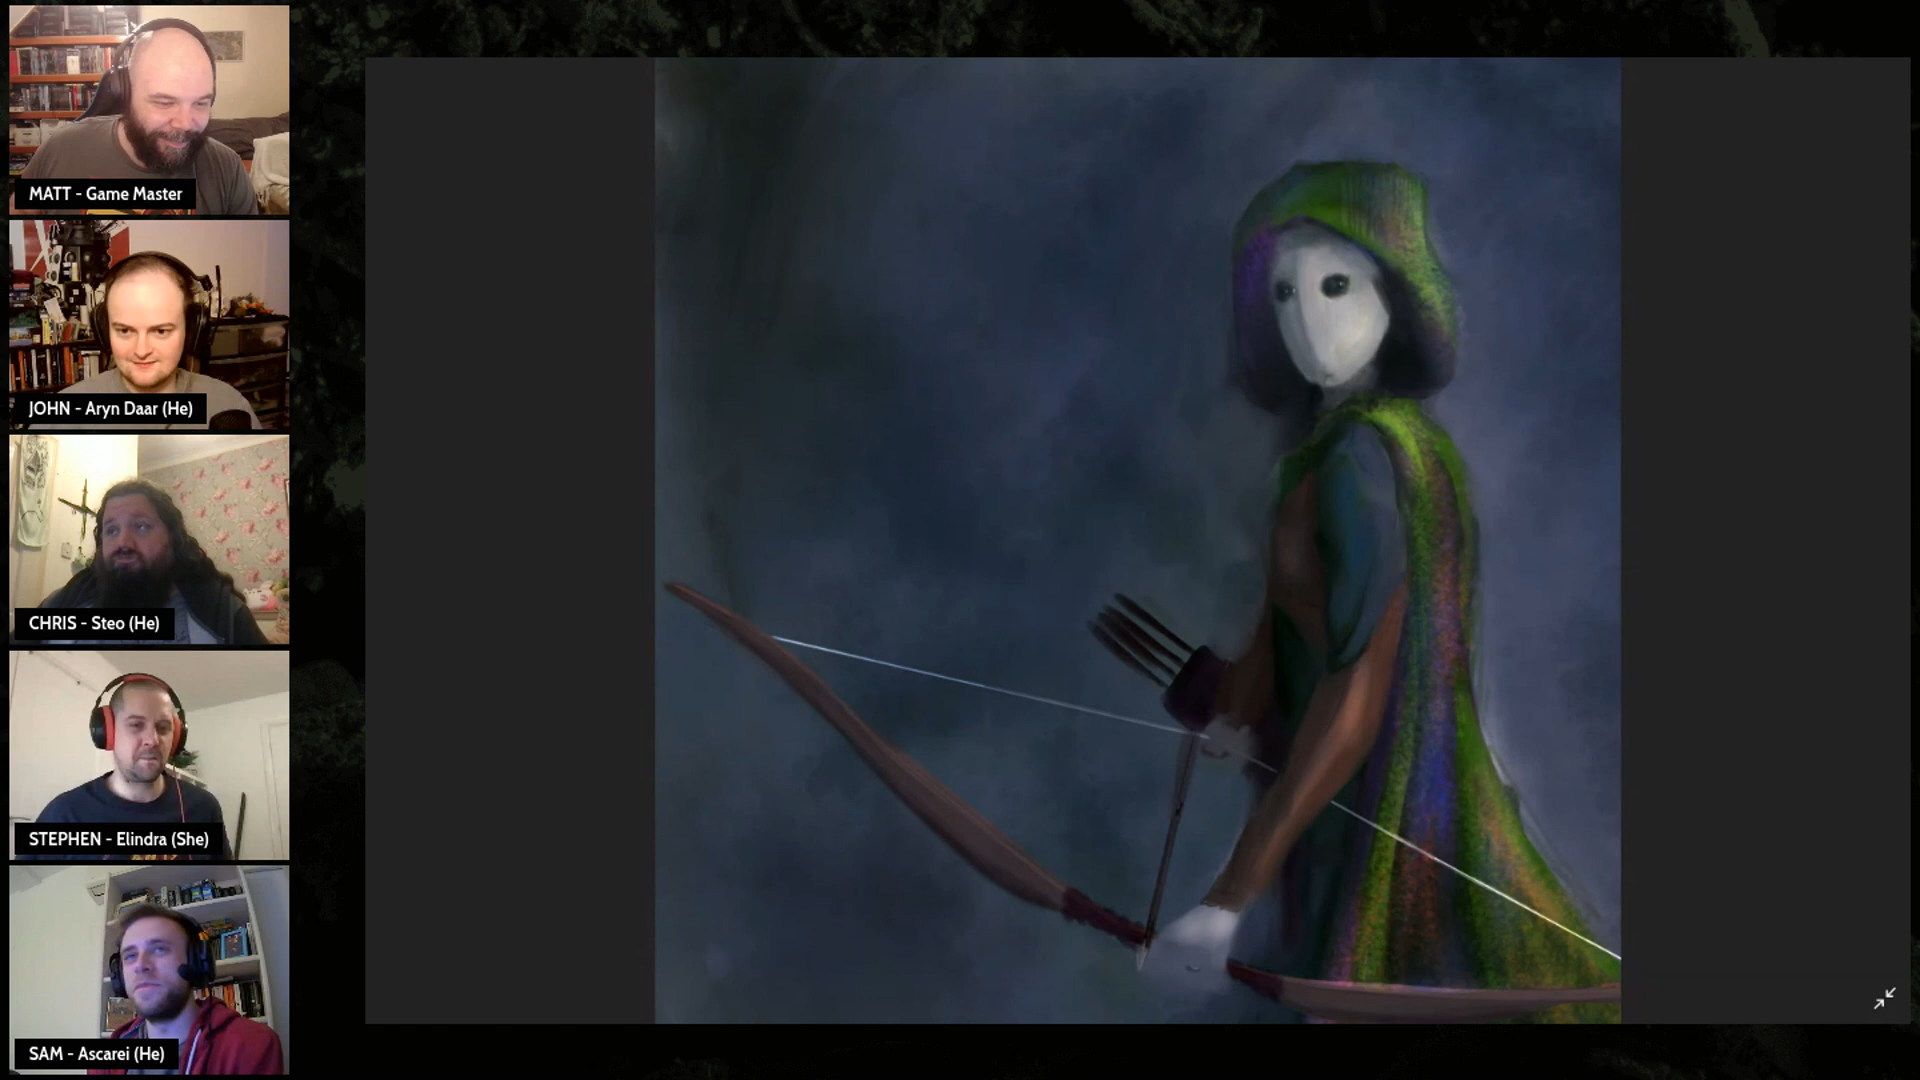 MATT - Game Master
JOHN - Aryn Daar (He)
CHRIS - Steo (He)
STEPHEN - Elindra (She)
SAM - Ascarei (He)